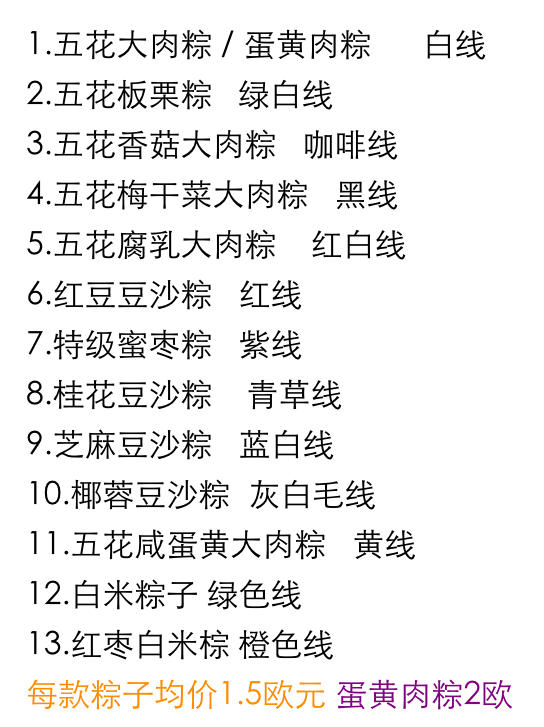 1.五花大肉粽 / 蛋黄肉粽 白线
2.五花板栗粽 绿白线
3.五花香菇大肉粽 咖啡线
4.五花梅干菜大肉粽 黑线
5.五花腐乳大肉粽 红白线
6.红豆豆沙粽 红线
7.特级蜜枣粽 紫线
8.桂花豆沙粽 青草线
9.芝麻豆沙粽 蓝白线
10.椰蓉豆沙粽 灰白毛线
11.五花咸蛋黄大肉粽 黄线
12.白米粽子 绿色线
13.红枣白米棕 橙色线
每款粽子均价1.5欧元 蛋黄肉粽2欧